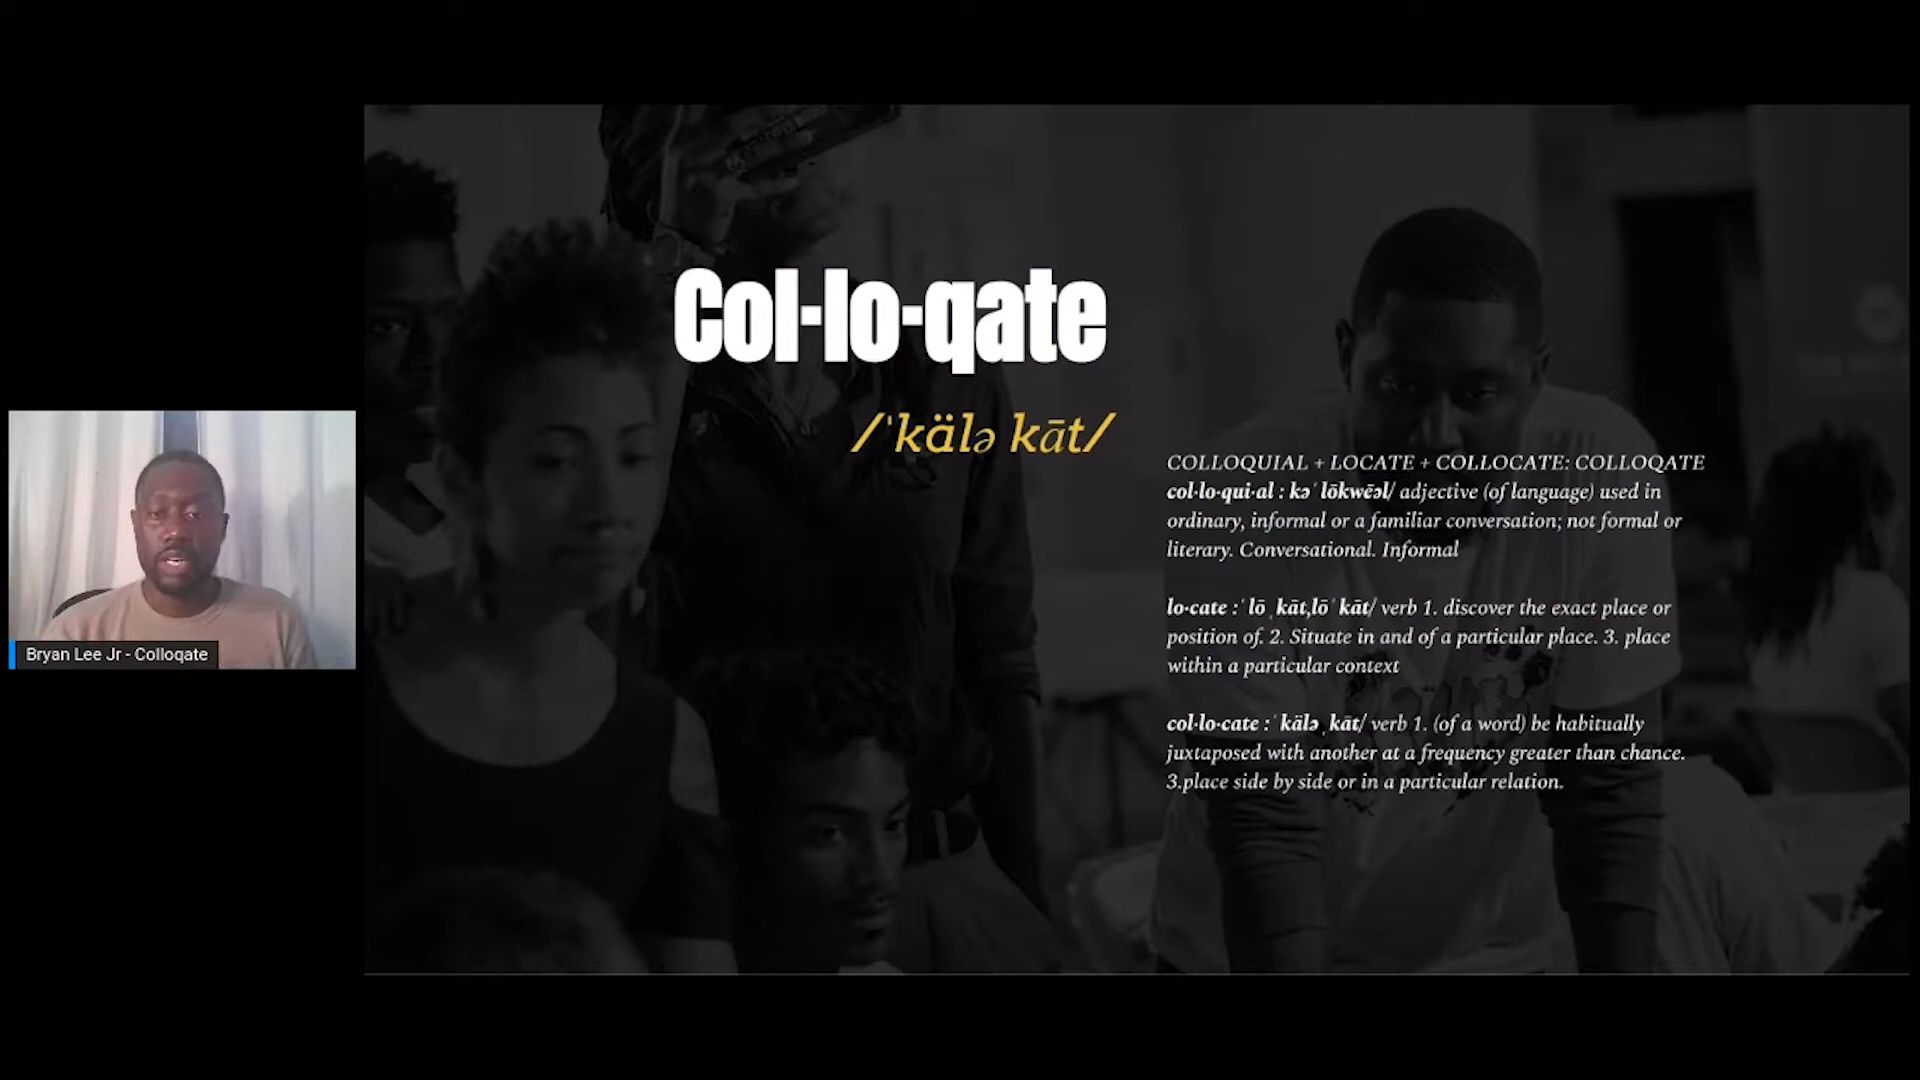 Col·lo·qate
/ˈkälə kāt/
COLLOQUIAL + LOCATE + COLLOCATE: COLLOQATE
col·lo·qui·al : kəˈlōkwēəl/ adjective (of language) used in
ordinary, informal or a familiar conversation; not formal or
literary. Conversational. Informal
lo·cate : ˈlōˌkāt,lōˈkāt/ verb 1. discover the exact place or
position of. 2. Situate in and of a particular place. 3. place
within a particular context
col·lo·cate : ˈkäləˌkāt/ verb 1. (of a word) be habitually
juxtaposed with another at a frequency greater than chance.
3.place side by side or in a particular relation.
Bryan Lee Jr - Colloqate